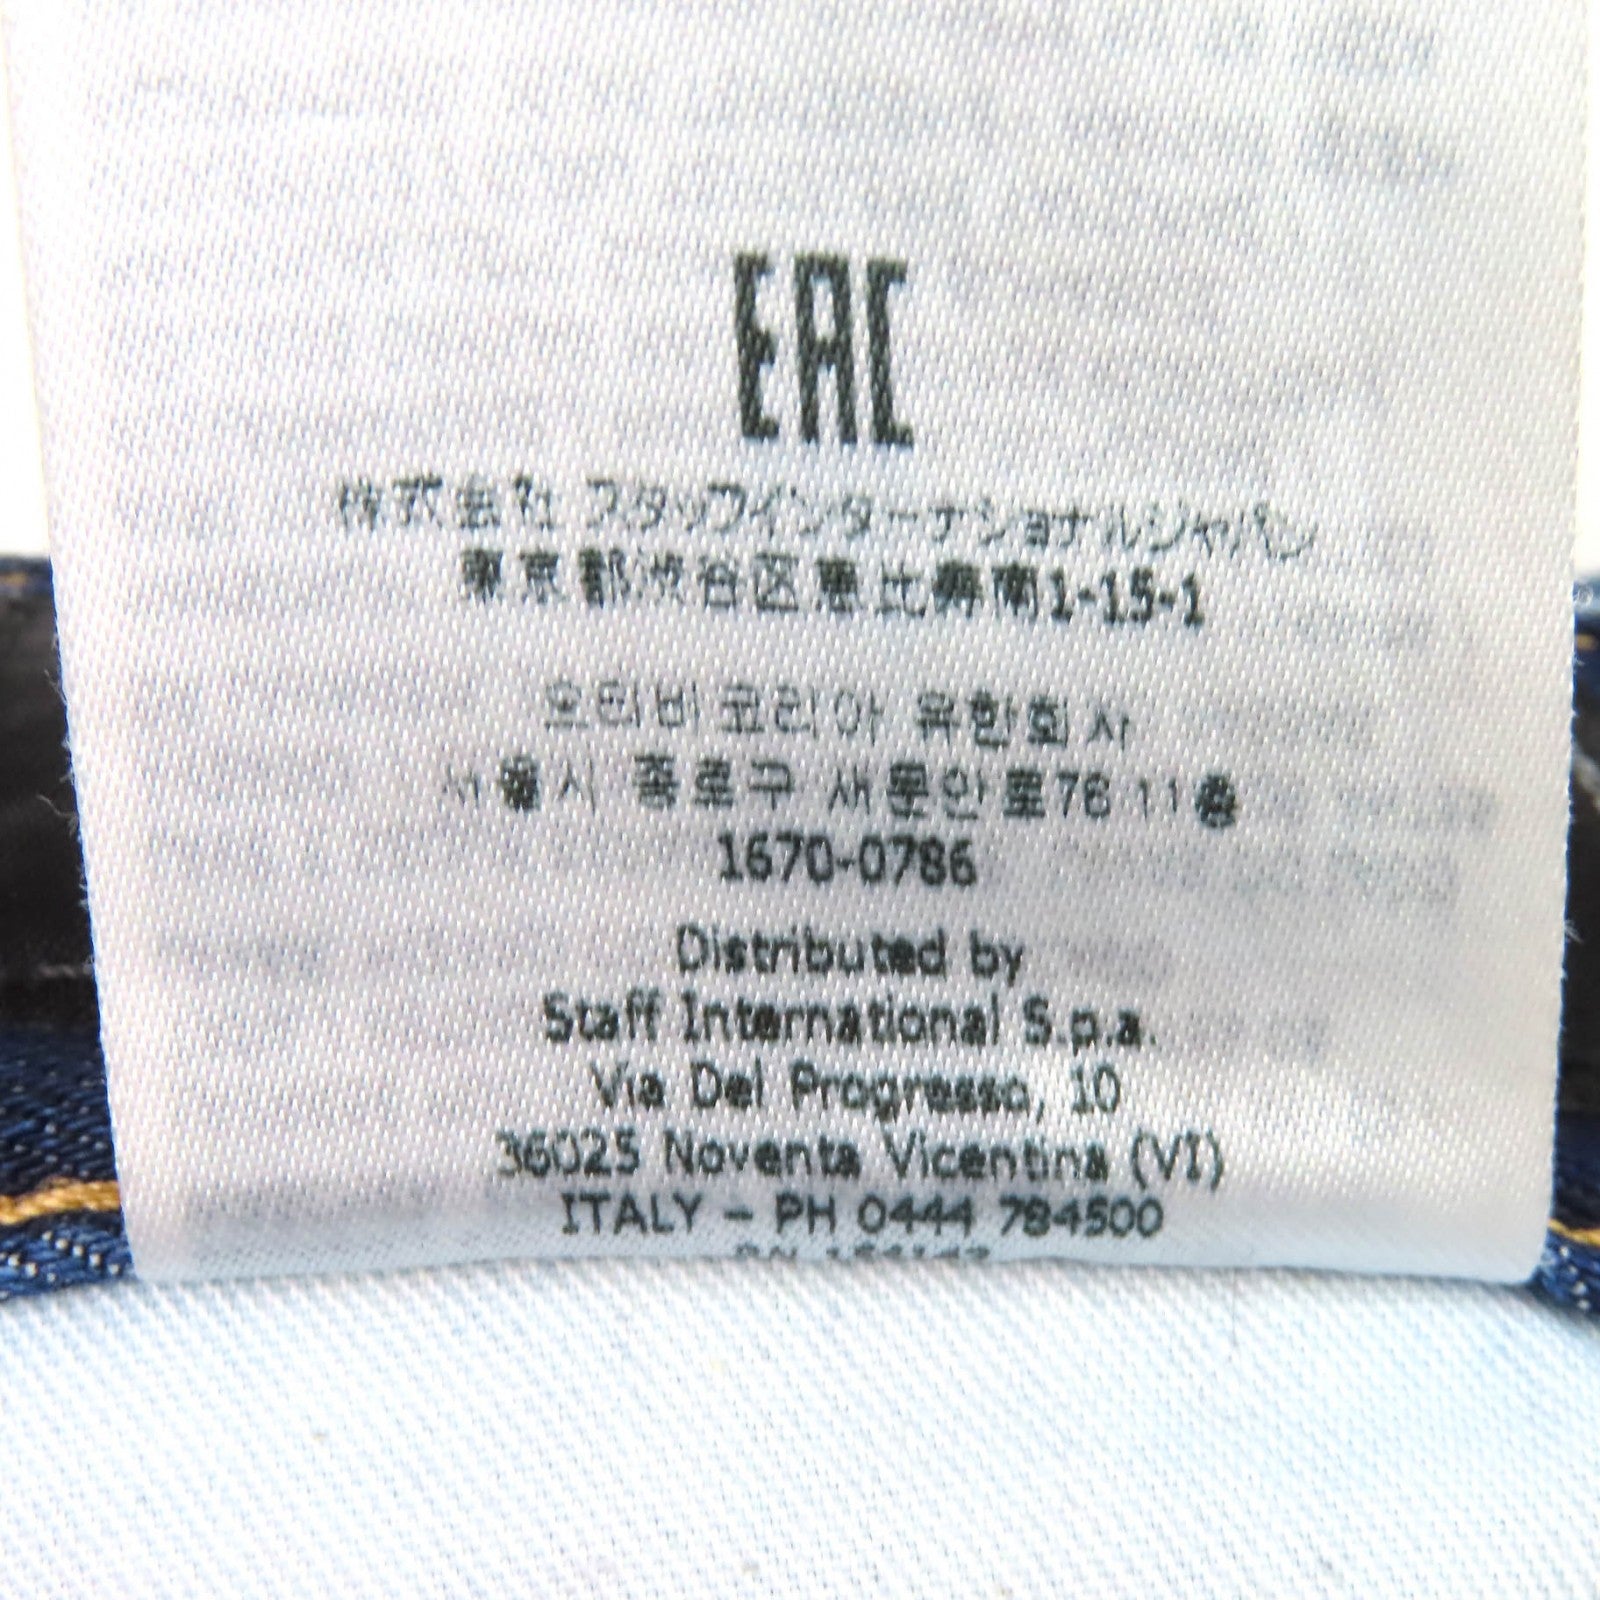 EAC
株式会社 スタッフインターナショナルジャパン
東京都渋谷区恵比寿南1-15-1
오티비코리아 유한회사
서울시 종로구 새문안로76 11층
1670-0786
Distributed by
Staff International S.p.a.
Via Del Progresso, 10
36025 Noventa Vicentina (VI)
ITALY - PH 0444 784500